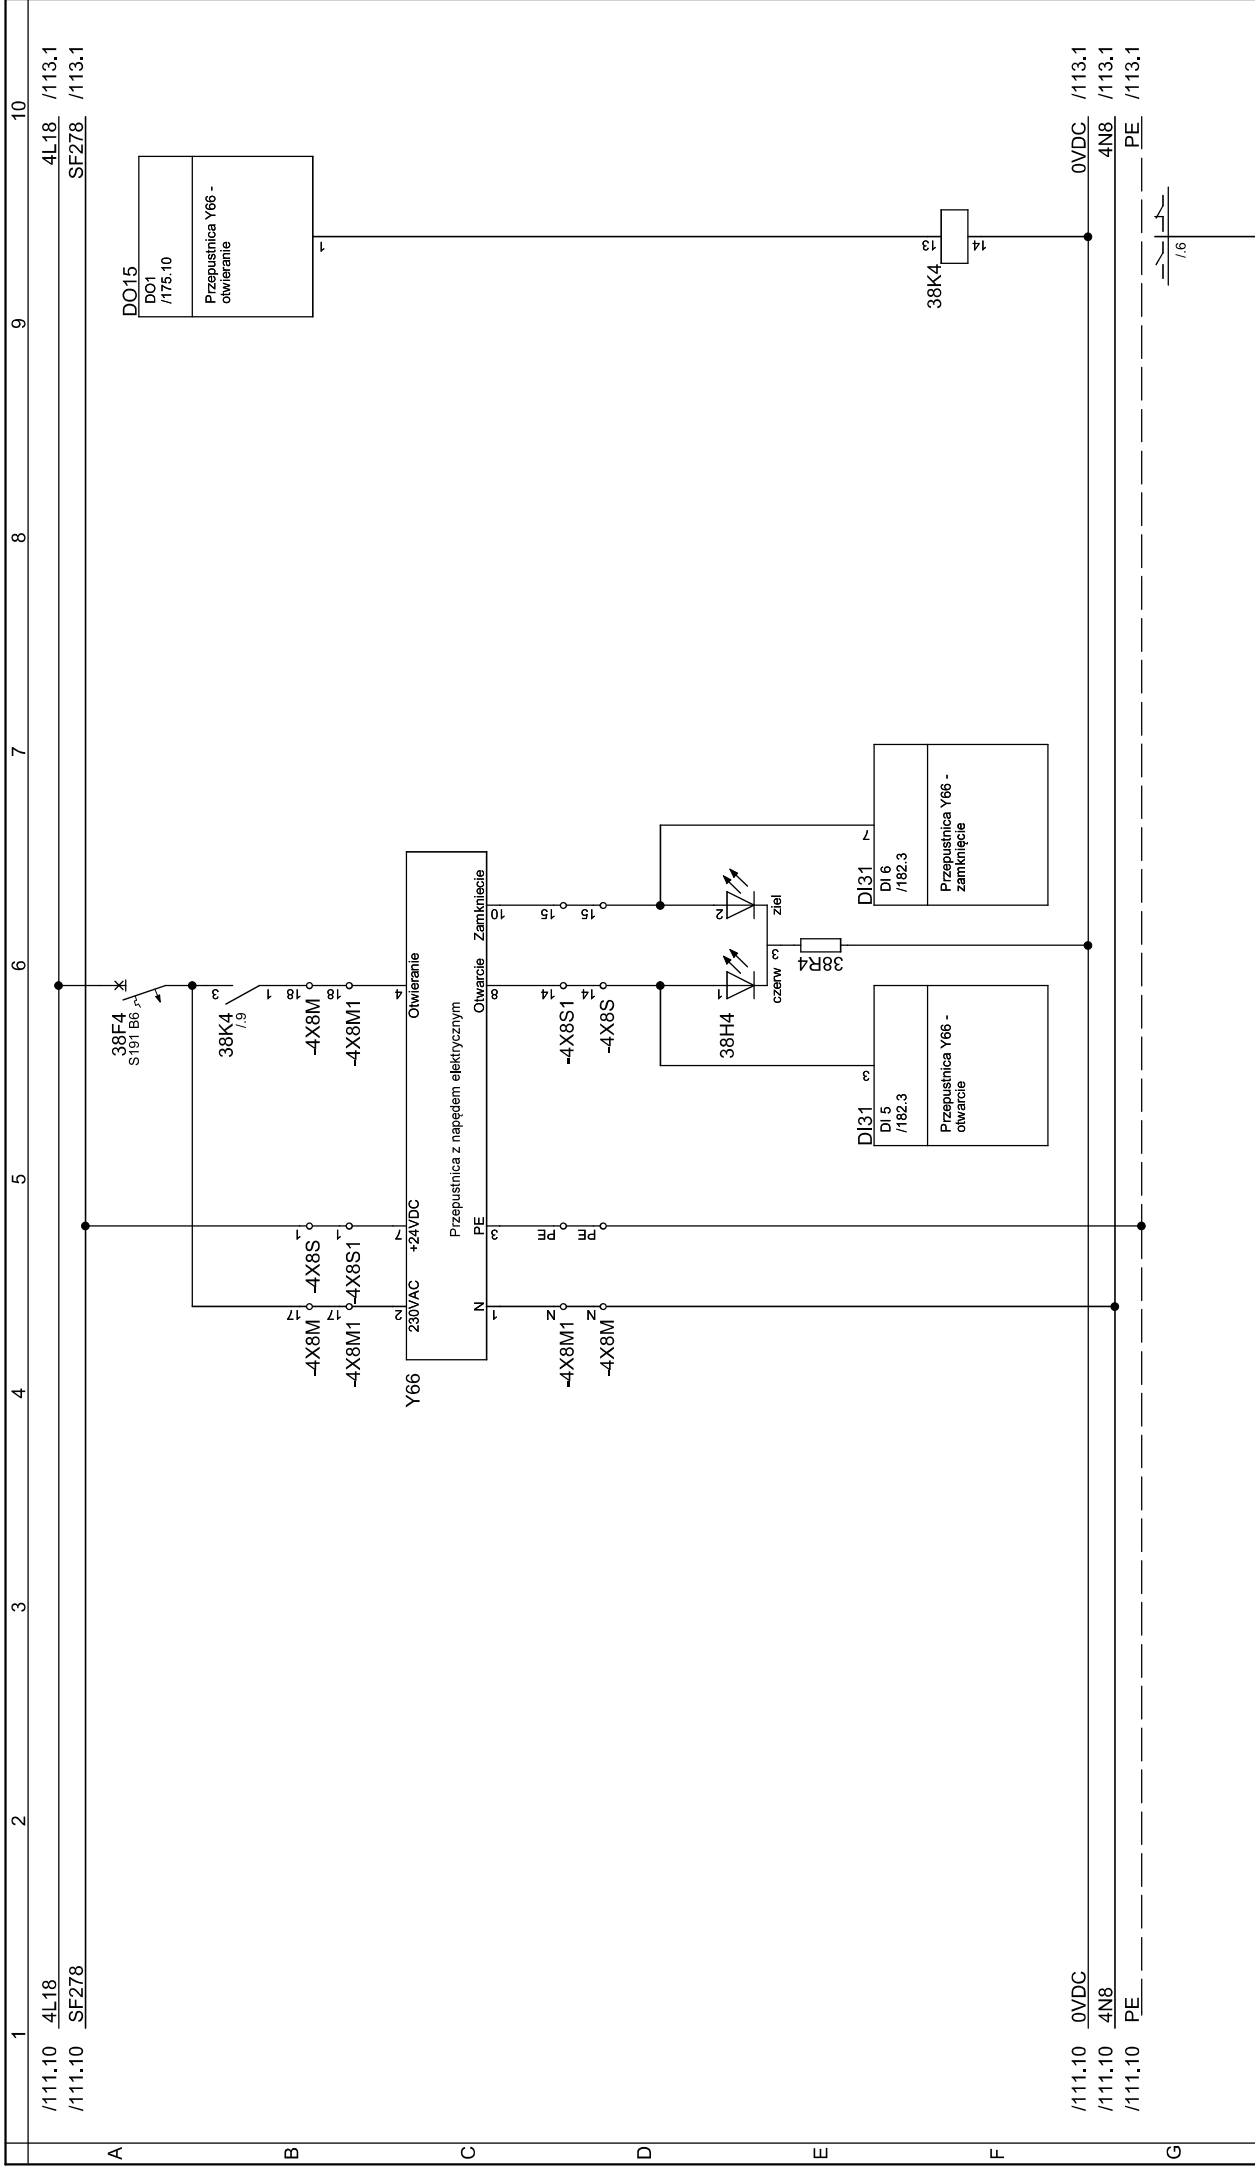 1 2 3 4 5 6 7 8 9 10
/111.10 4L18
4L18 /113.1
/111.10 SF278
SF278 /113.1
A
B
C
D
E
F
G
38F4
S191 B6
DO15
DO1
/175.10
Przepustnica Y66 -
otwieranie
1
38K4
/.9
3
1
17
-4X8M
17
-4X8M1
1
-4X8S
1
-4X8S1
18
-4X8M
18
-4X8M1
Y66
2
230VAC
7
+24VDC
4
Otwieranie
Przepustnica z napędem elektrycznym
N
1
PE
3
Otwarcie
8
Zamkniecie
10
N
-4X8M1
N
-4X8M
PE
PE
14
-4X8S1
14
-4X8S
15
15
38H4
1
2
czerw
3
ziel
38R4
DI31
3
DI 5
/182.3
Przepustnica Y66 -
otwarcie
DI31
7
DI 6
/182.3
Przepustnica Y66 -
zamknięcie
38K4
13
14
/111.10 0VDC
0VDC /113.1
/111.10 4N8
4N8 /113.1
/111.10 PE
PE /113.1
/.6